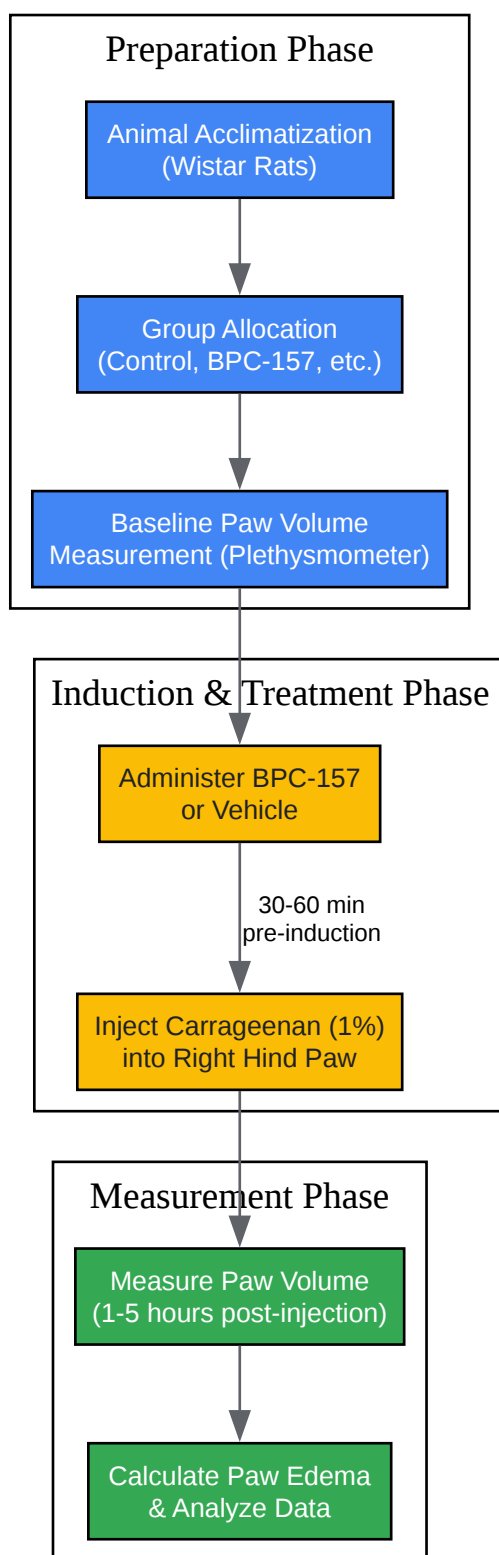 Preparation Phase
Animal Acclimatization
(Wistar Rats)
Group Allocation
(Control, BPC-157, etc.)
Baseline Paw Volume
Measurement (Plethysmometer)
Induction & Treatment Phase
Administer BPC-157
or Vehicle
30-60 min
pre-induction
Inject Carrageenan (1%)
into Right Hind Paw
Measurement Phase
Measure Paw Volume
(1-5 hours post-injection)
Calculate Paw Edema
& Analyze Data